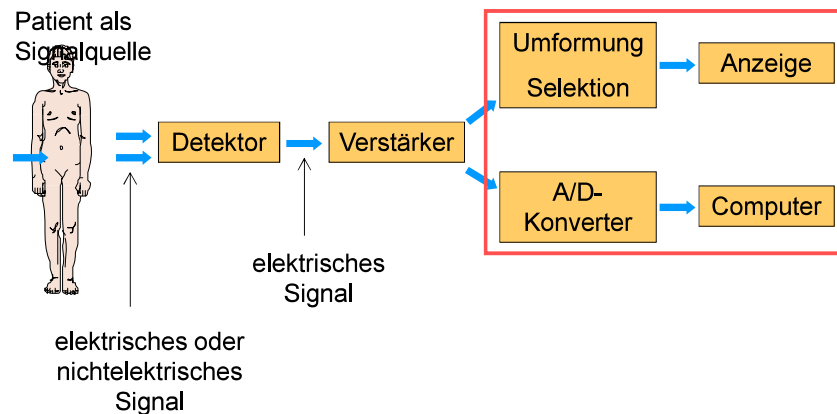 Patient als
Signalquelle
Detektor
Verstärker
Umformung
Selektion
Anzeige
A/D-
Konverter
Computer
elektrisches
Signal
elektrisches oder
nichtelektrisches
Signal